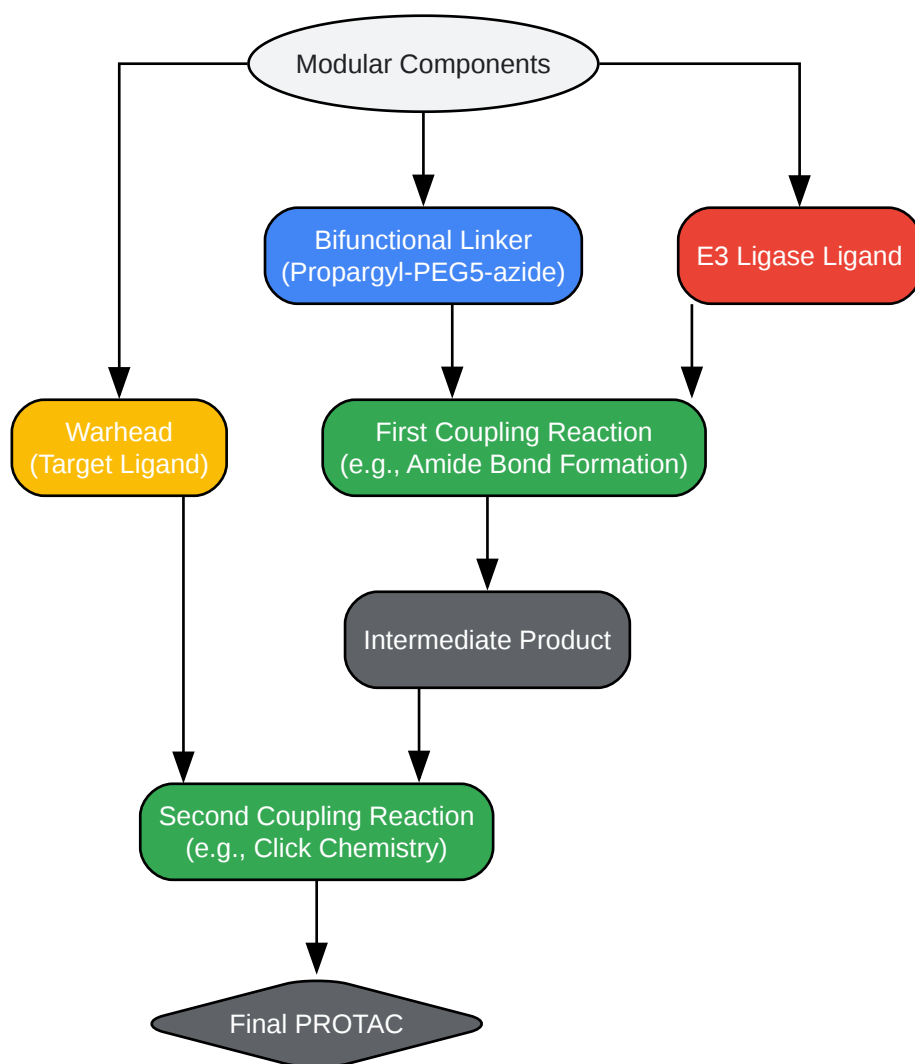 Modular Components
Bifunctional Linker
(Propargyl-PEG5-azide)
E3 Ligase Ligand
Warhead
(Target Ligand)
First Coupling Reaction
(e.g., Amide Bond Formation)
Intermediate Product
Second Coupling Reaction
(e.g., Click Chemistry)
Final PROTAC